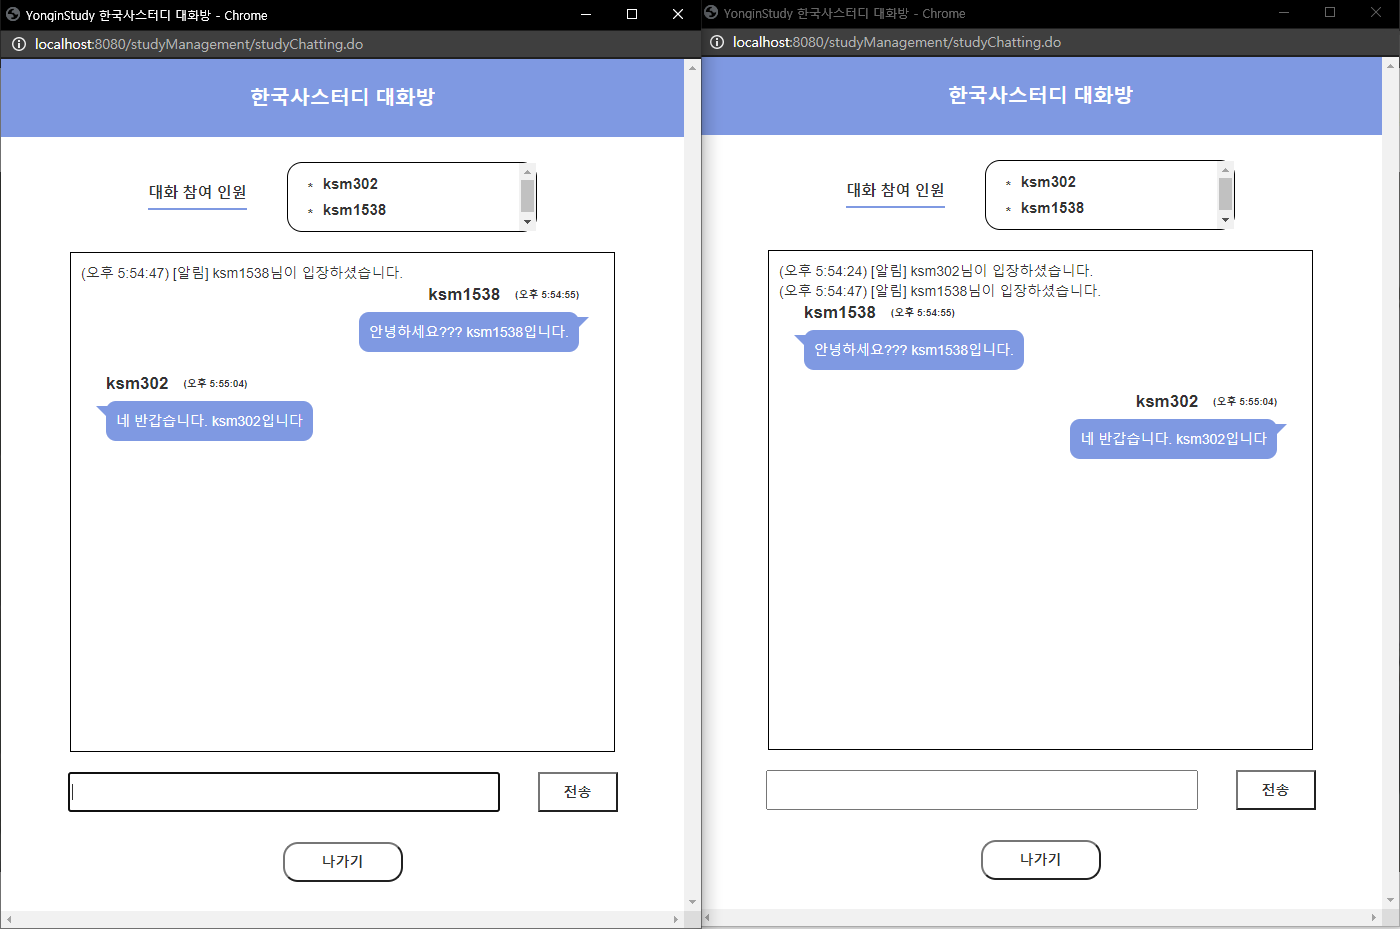 YonginStudy 한국사스터디 대화방 - Chrome
localhost:8080/studyManagement/studyChatting.do
한국사스터디 대화방
대화 참여 인원
* ksm302
* ksm1538
(오후 5:54:47) [알림] ksm1538님이 입장하셨습니다.
ksm1538 (오후 5:54:55)
안녕하세요??? ksm1538입니다.
ksm302 (오후 5:55:04)
네 반갑습니다. ksm302입니다
전송
나가기
YonginStudy 한국사스터디 대화방 - Chrome
localhost:8080/studyManagement/studyChatting.do
한국사스터디 대화방
대화 참여 인원
* ksm302
* ksm1538
(오후 5:54:24) [알림] ksm302님이 입장하셨습니다.
(오후 5:54:47) [알림] ksm1538님이 입장하셨습니다.
ksm1538 (오후 5:54:55)
안녕하세요??? ksm1538입니다.
ksm302 (오후 5:55:04)
네 반갑습니다. ksm302입니다
전송
나가기